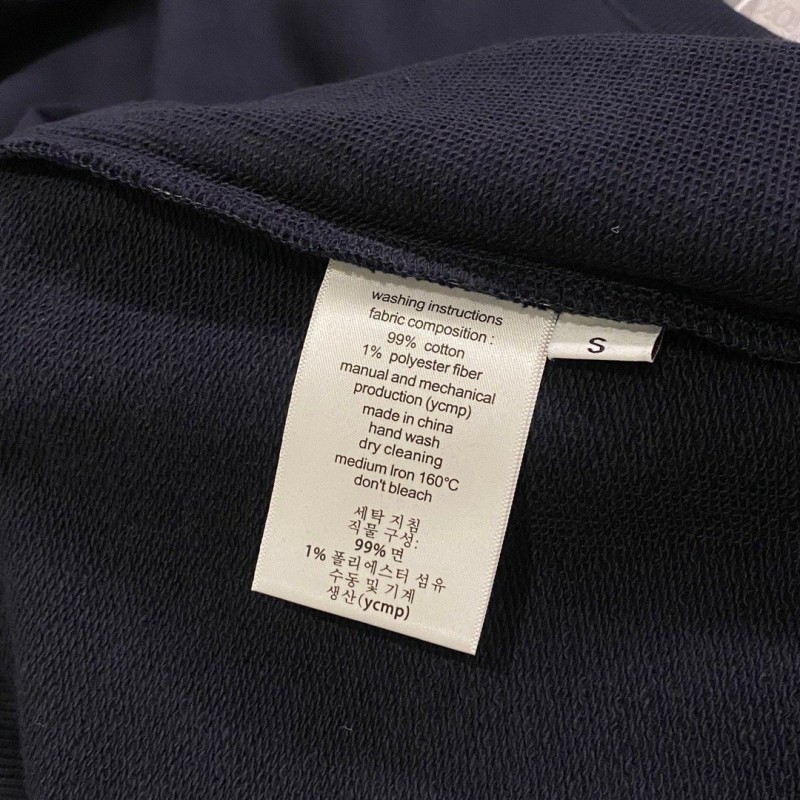 washing instructions
fabric composition :
99% cotton
1% polyester fiber
manual and mechanical
production (ycmp)
made in china
hand wash
dry cleaning
medium Iron 160°C
don't bleach
세탁 지침
직물 구성:
99% 면
1% 폴리에스터 섬유
수동 및 기계
생산(ycmp)
S